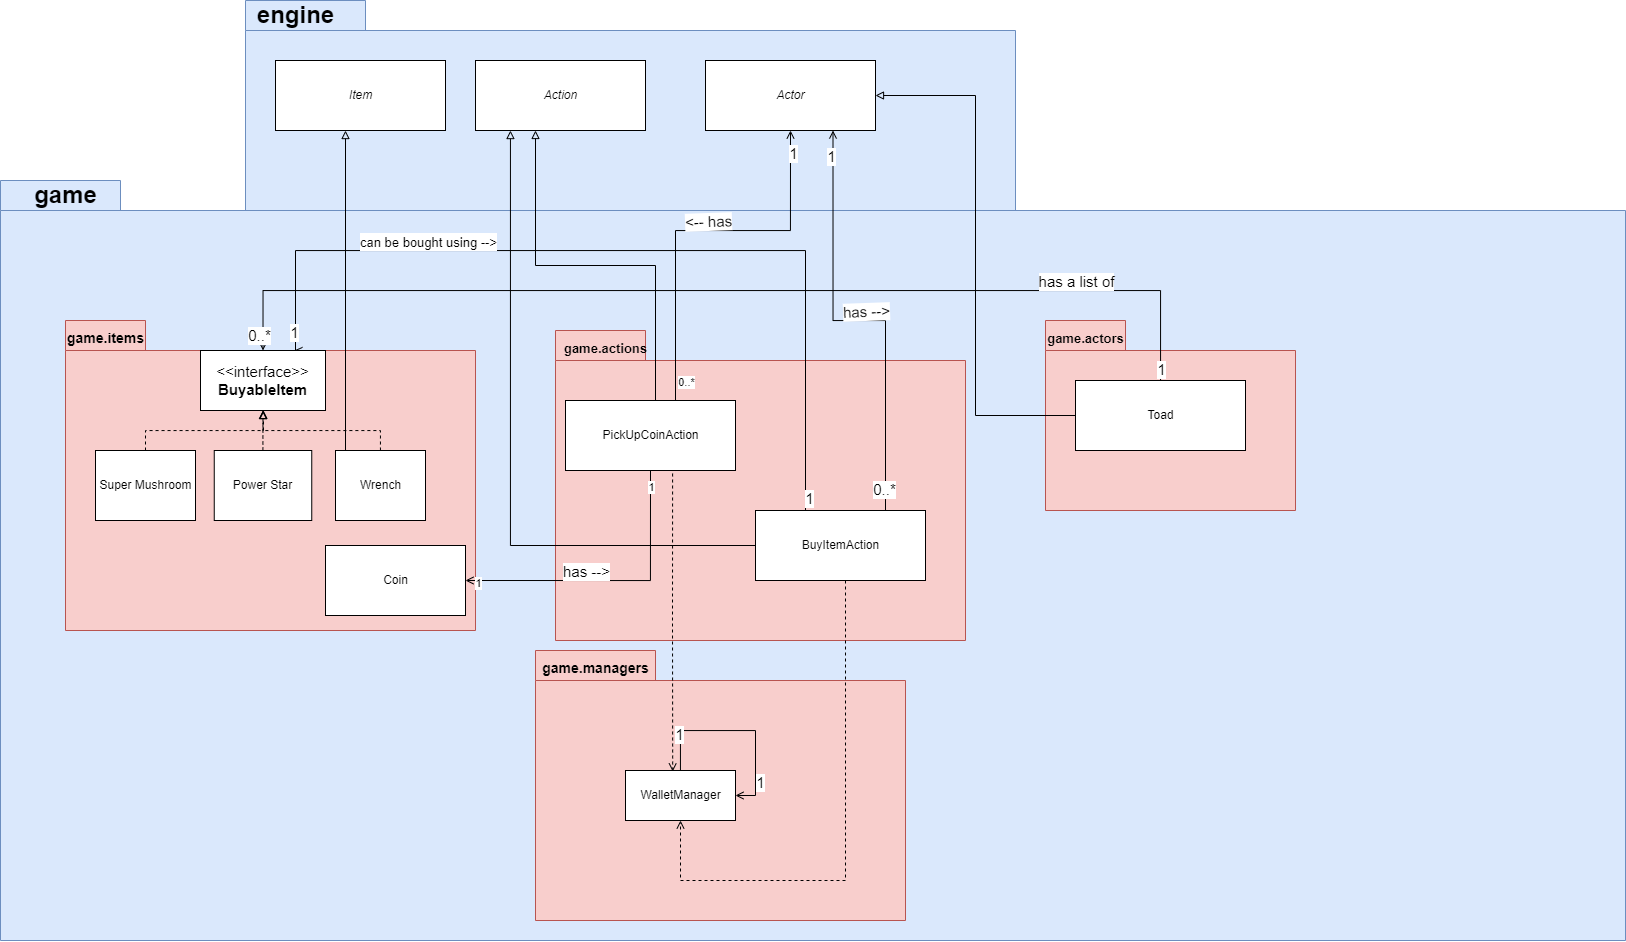 engine
Item
Action
Actor
1
1
game
<-- has
can be bought using -->
has a list of
has -->
0..*
1
game.items
game.actions
game.actors
<<interface>>
BuyableItem
1
0..*
PickUpCoinAction
Toad
Super Mushroom
Power Star
Wrench
1
1
0..*
BuyItemAction
Coin
1
has -->
game.managers
1
1
WalletManager